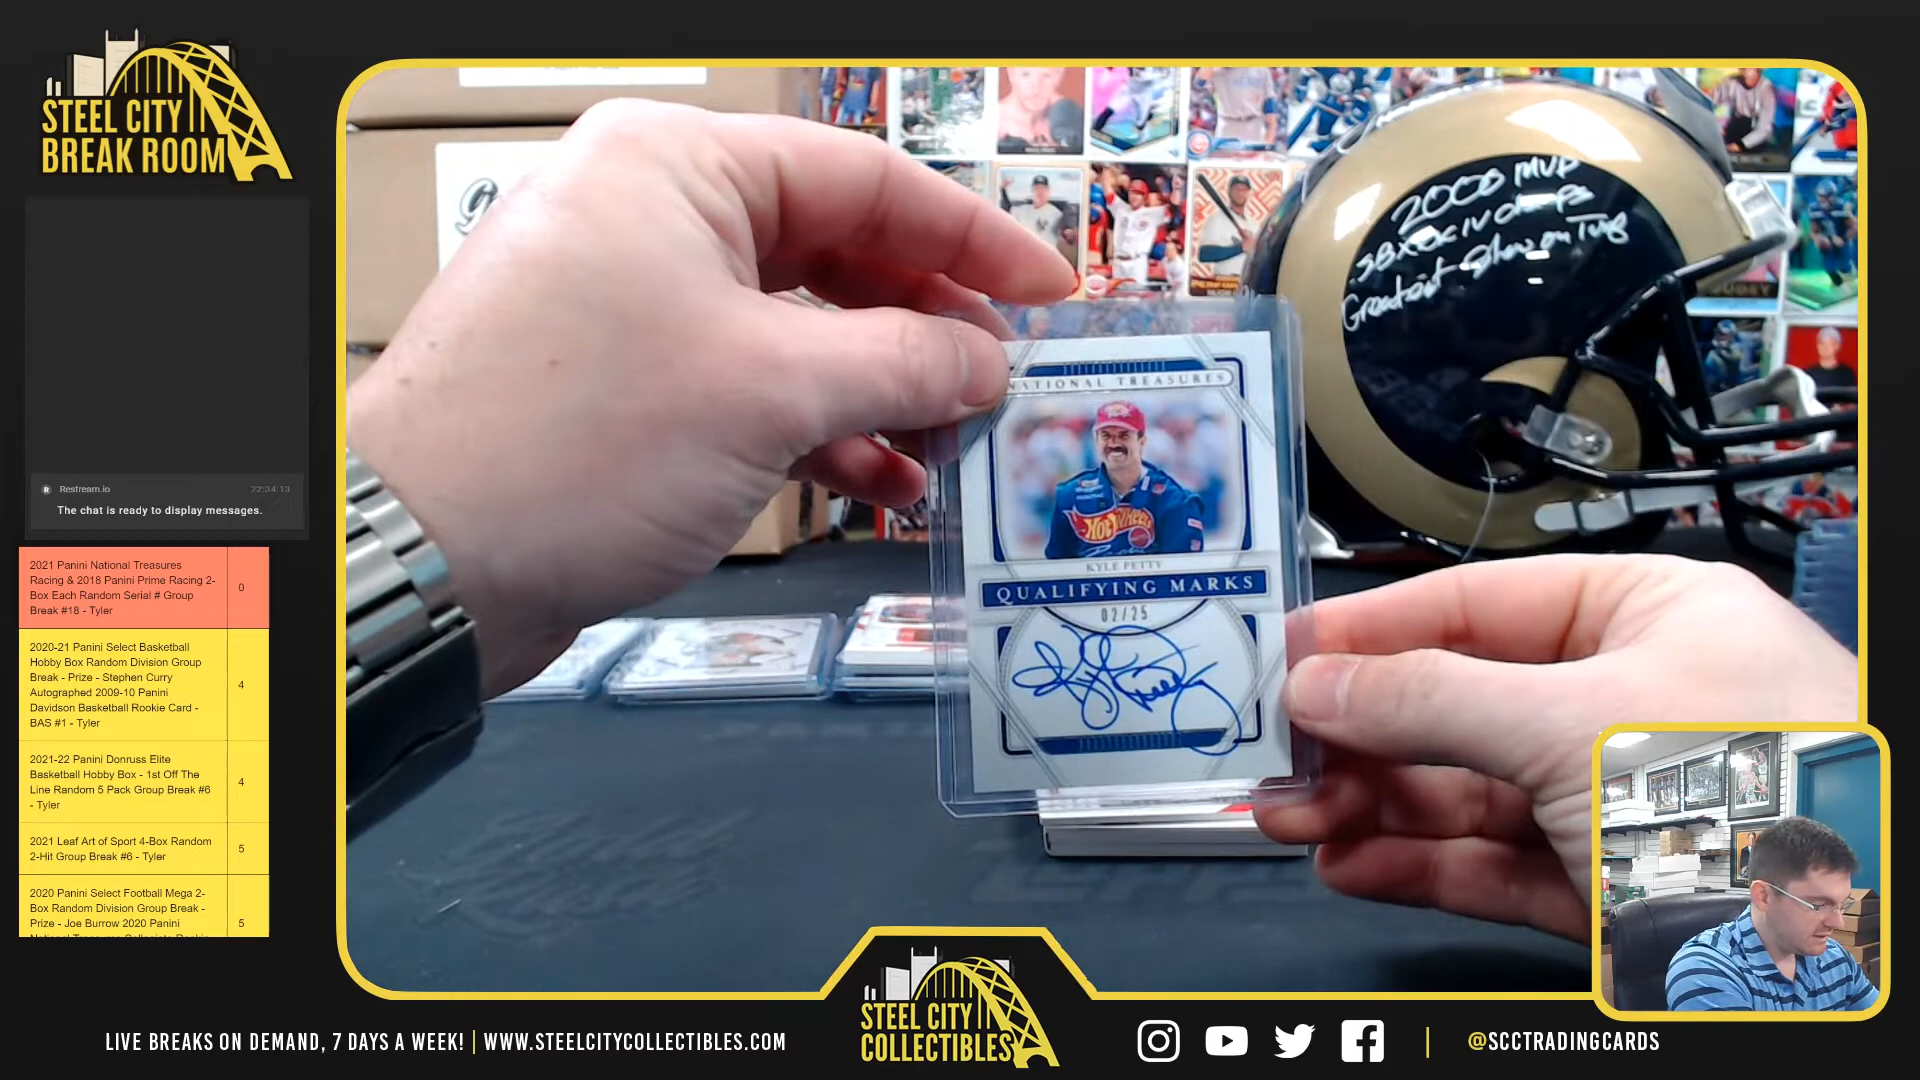 STEEL CITY
BREAK ROOM
Restream.io 22:34:13
The chat is ready to display messages.
2021 Panini National Treasures
Racing & 2018 Panini Prime Racing 2-
Box Each Random Serial # Group
Break #18 - Tyler
0
2020-21 Panini Select Basketball
Hobby Box Random Division Group
Break - Prize - Stephen Curry
Autographed 2009-10 Panini
Davidson Basketball Rookie Card -
BAS #1 - Tyler
4
2021-22 Panini Donruss Elite
Basketball Hobby Box - 1st Off The
Line Random 5 Pack Group Break #6
- Tyler
4
2021 Leaf Art of Sport 4-Box Random
2-Hit Group Break #6 - Tyler
5
2020 Panini Select Football Mega 2-
Box Random Division Group Break -
Prize - Joe Burrow 2020 Panini
5
2000 MVP
SB XXXIV champs
Greatest Show on Turf
NATIONAL TREASURES
HOT WHEELS
KYLE PETTY
QUALIFYING MARKS
02/25
STEEL CITY
COLLECTIBLES
LIVE BREAKS ON DEMAND, 7 DAYS A WEEK! | WWW.STEELCITYCOLLECTIBLES.COM
@SCCTRADINGCARDS